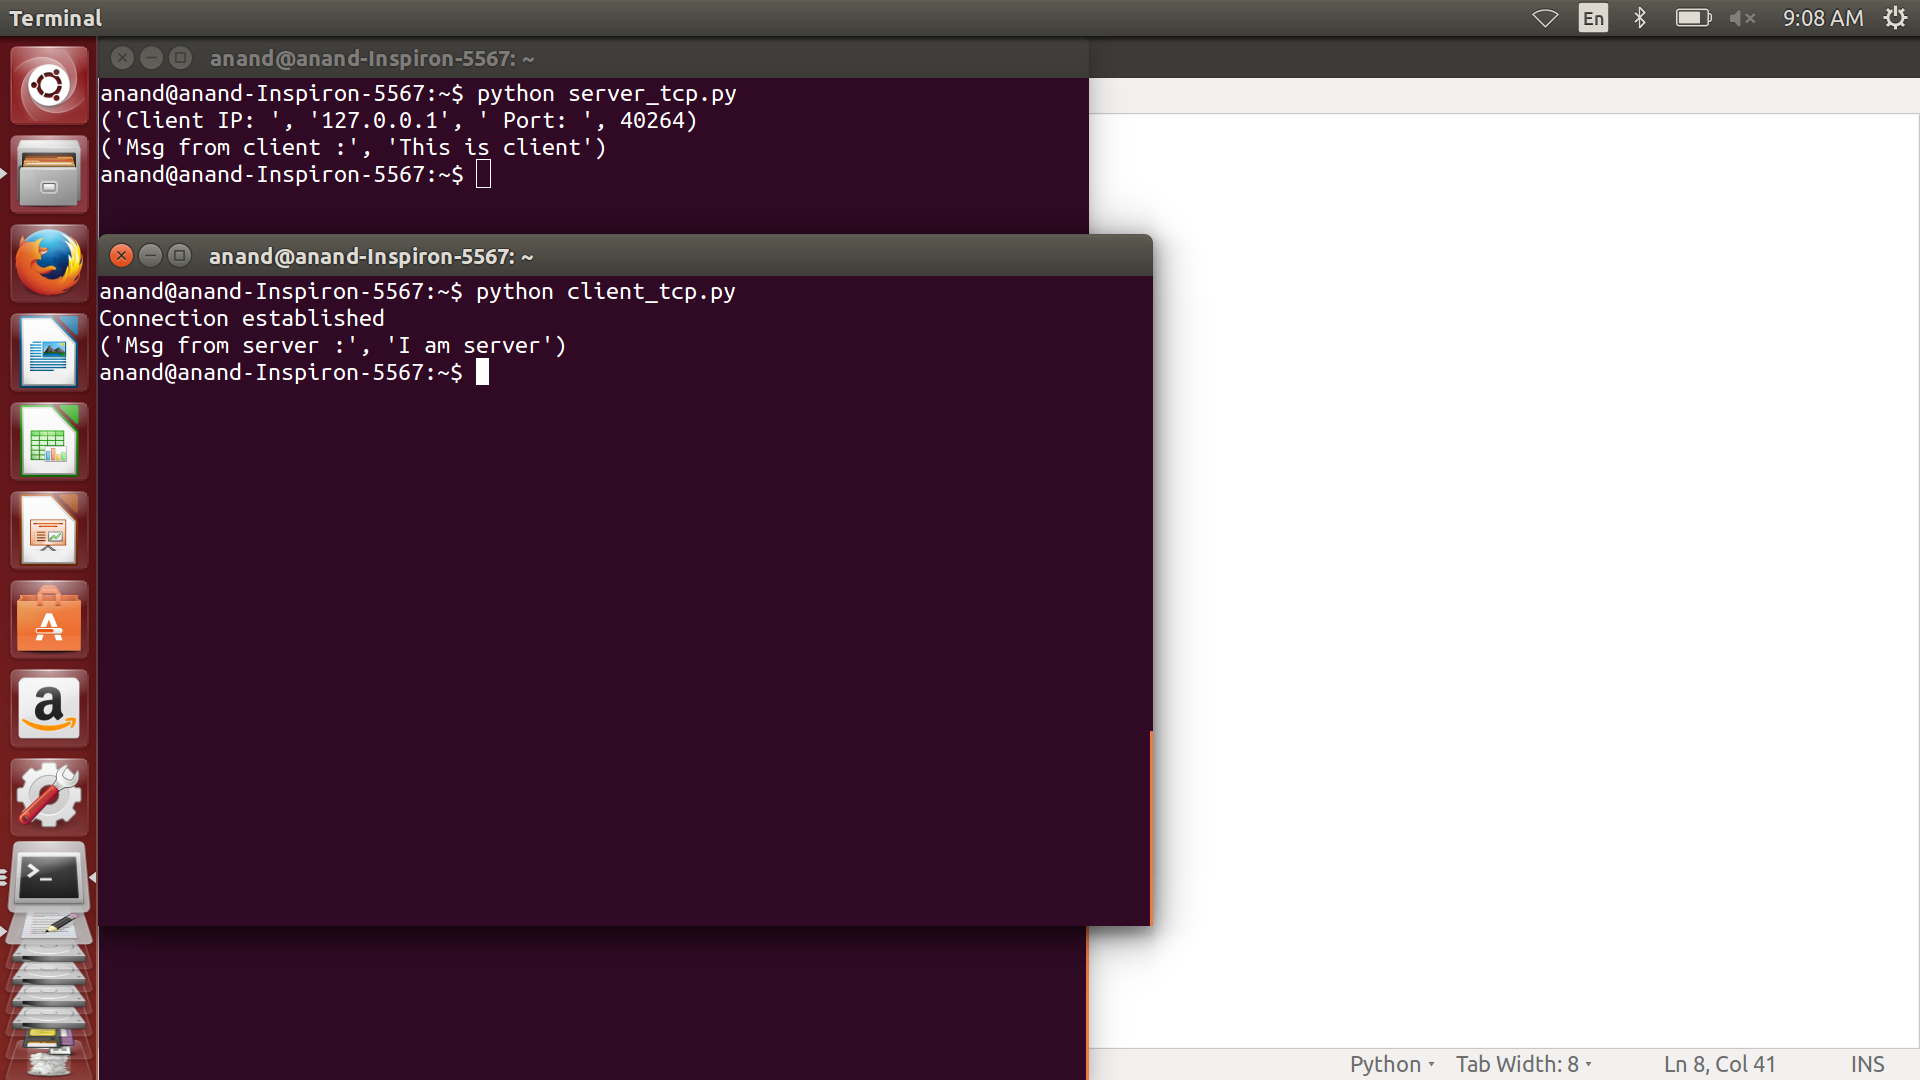 Terminal
En
9:08 AM
anand@anand-Inspiron-5567: ~
anand@anand-Inspiron-5567:~$ python server_tcp.py
('Client IP: ', '127.0.0.1', ' Port: ', 40264)
('Msg from client :', 'This is client')
anand@anand-Inspiron-5567:~$
anand@anand-Inspiron-5567: ~
anand@anand-Inspiron-5567:~$ python client_tcp.py
Connection established
('Msg from server :', 'I am server')
anand@anand-Inspiron-5567:~$
Python Tab Width: 8 Ln 8, Col 41 INS